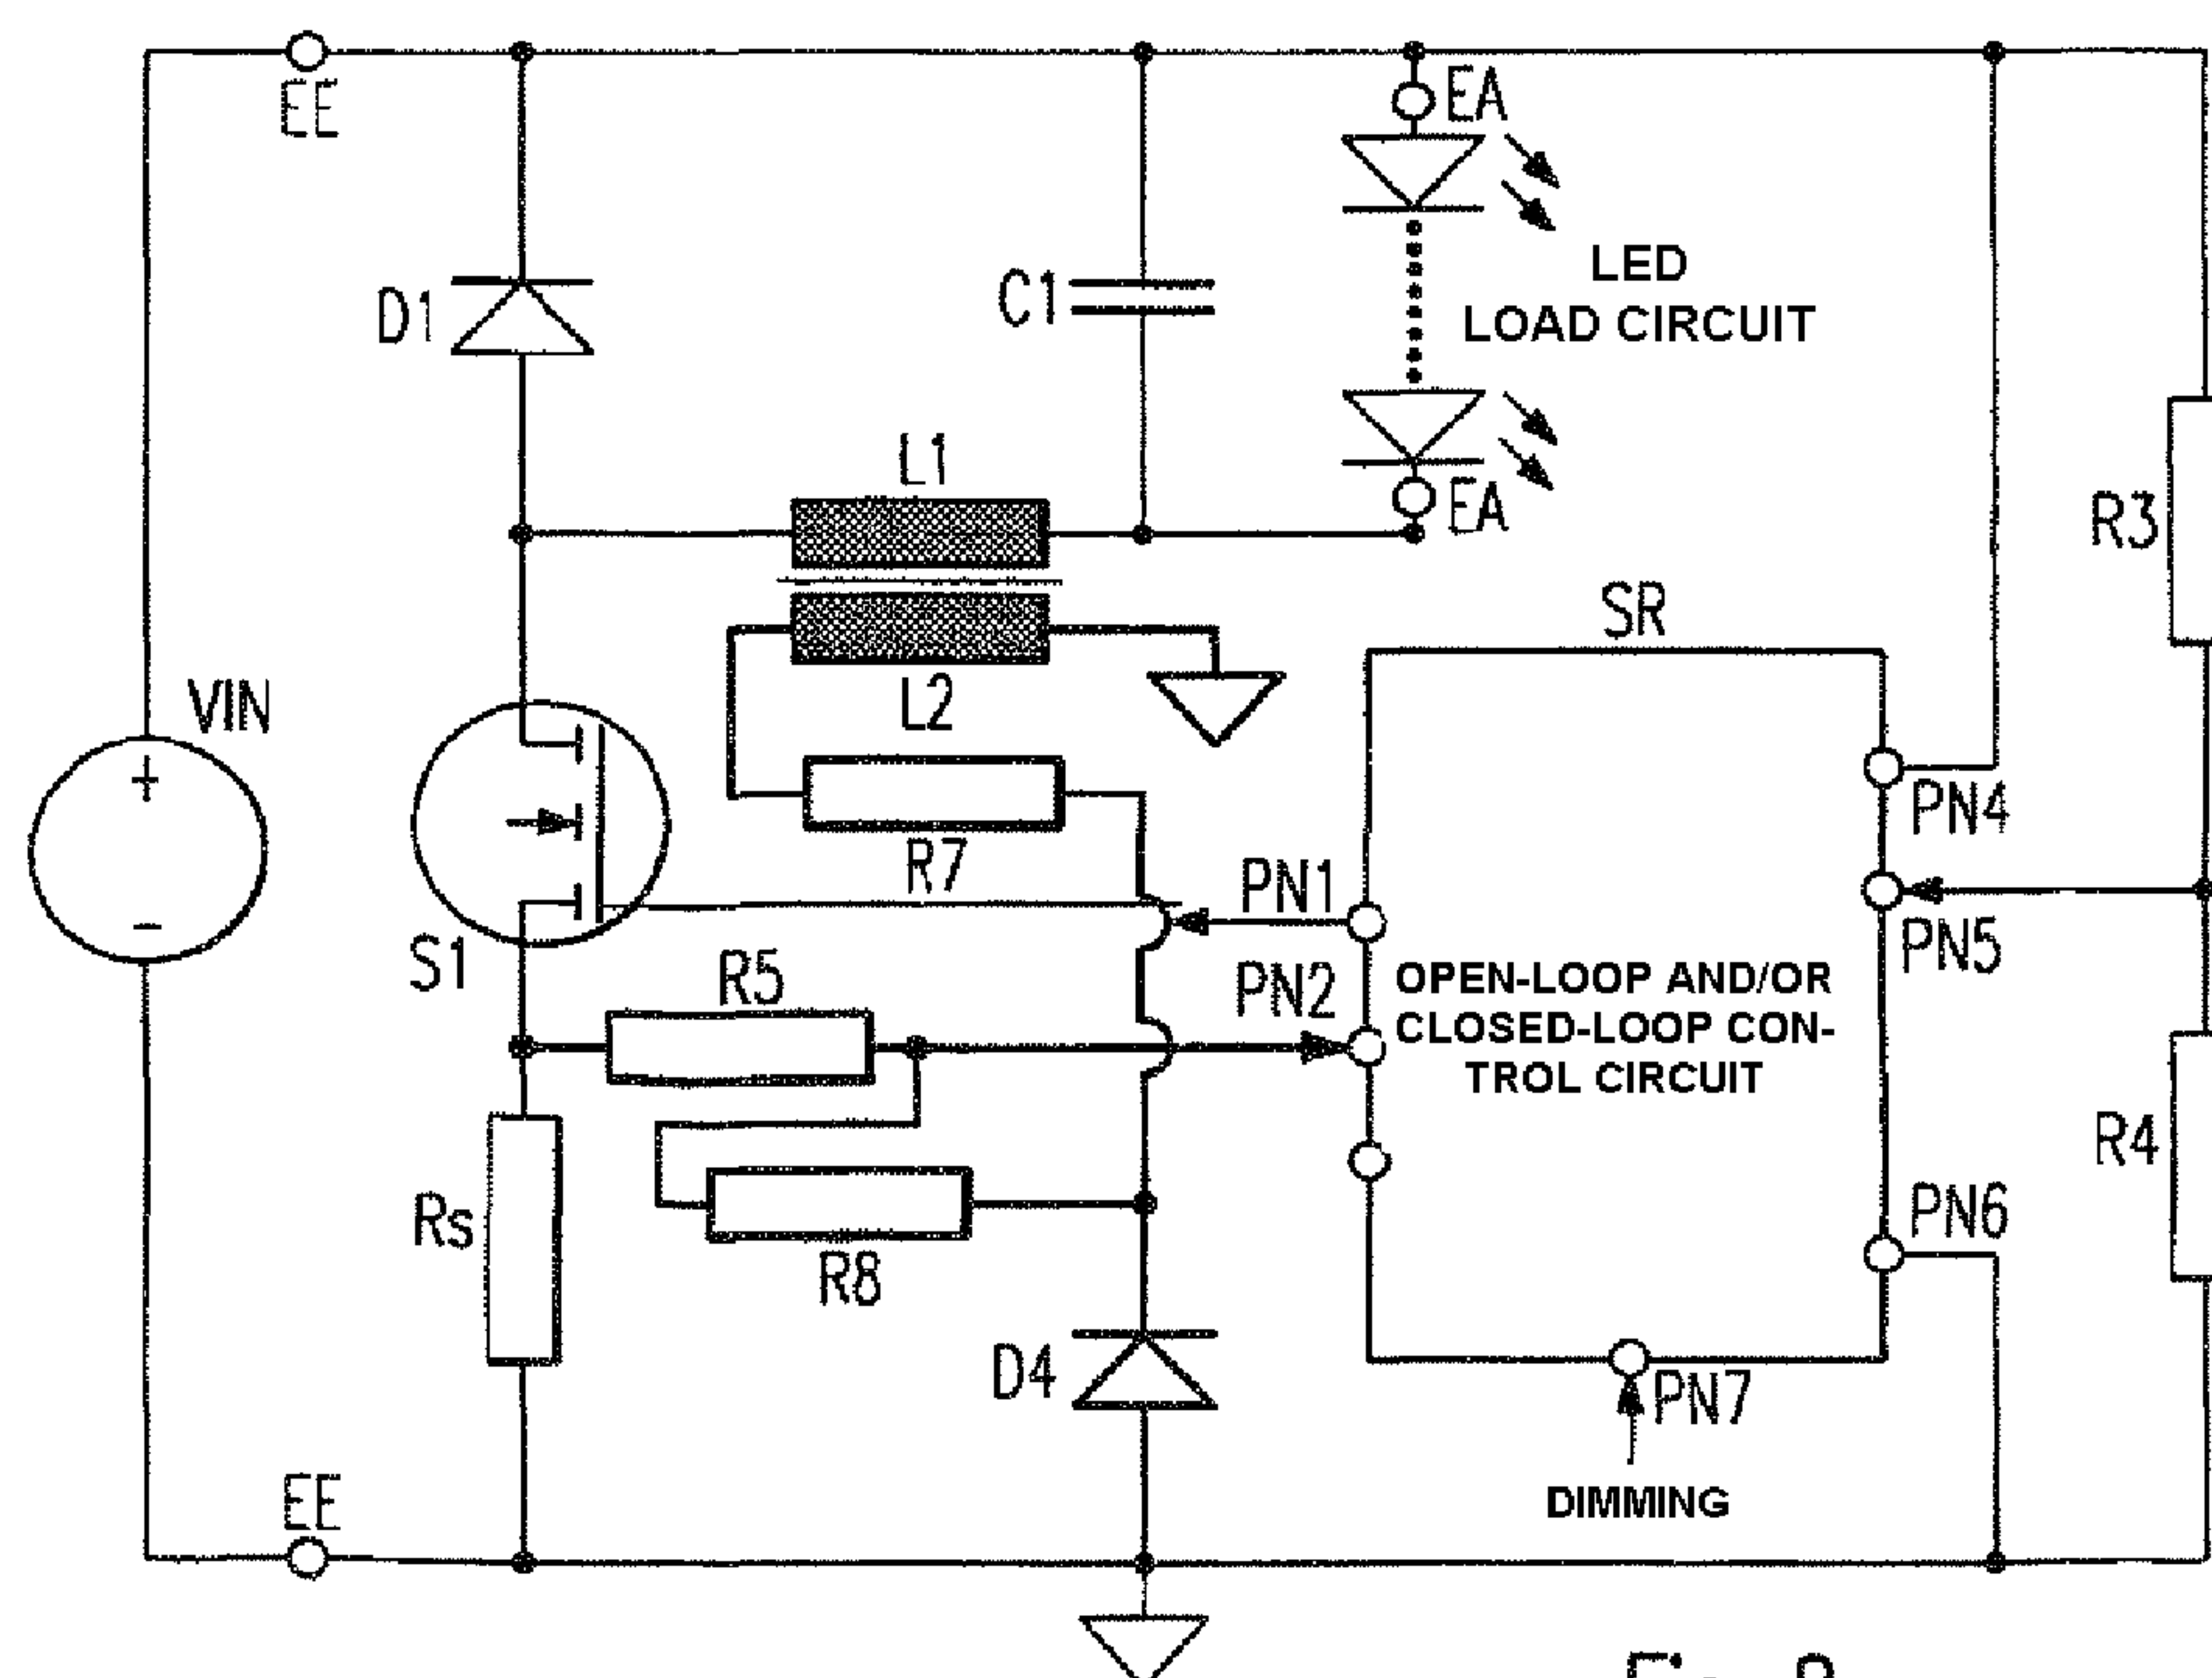 EE
EA
D1
C1
LED
LOAD CIRCUIT
L1
EA
R3
SR
VIN
+
L2
PN4
R7
PN1
−
S1
R5
PN2
PN5
OPEN-LOOP AND/OR
CLOSED-LOOP CON-
TROL CIRCUIT
R4
Rs
PN6
R8
D4
PN7
EE
DIMMING